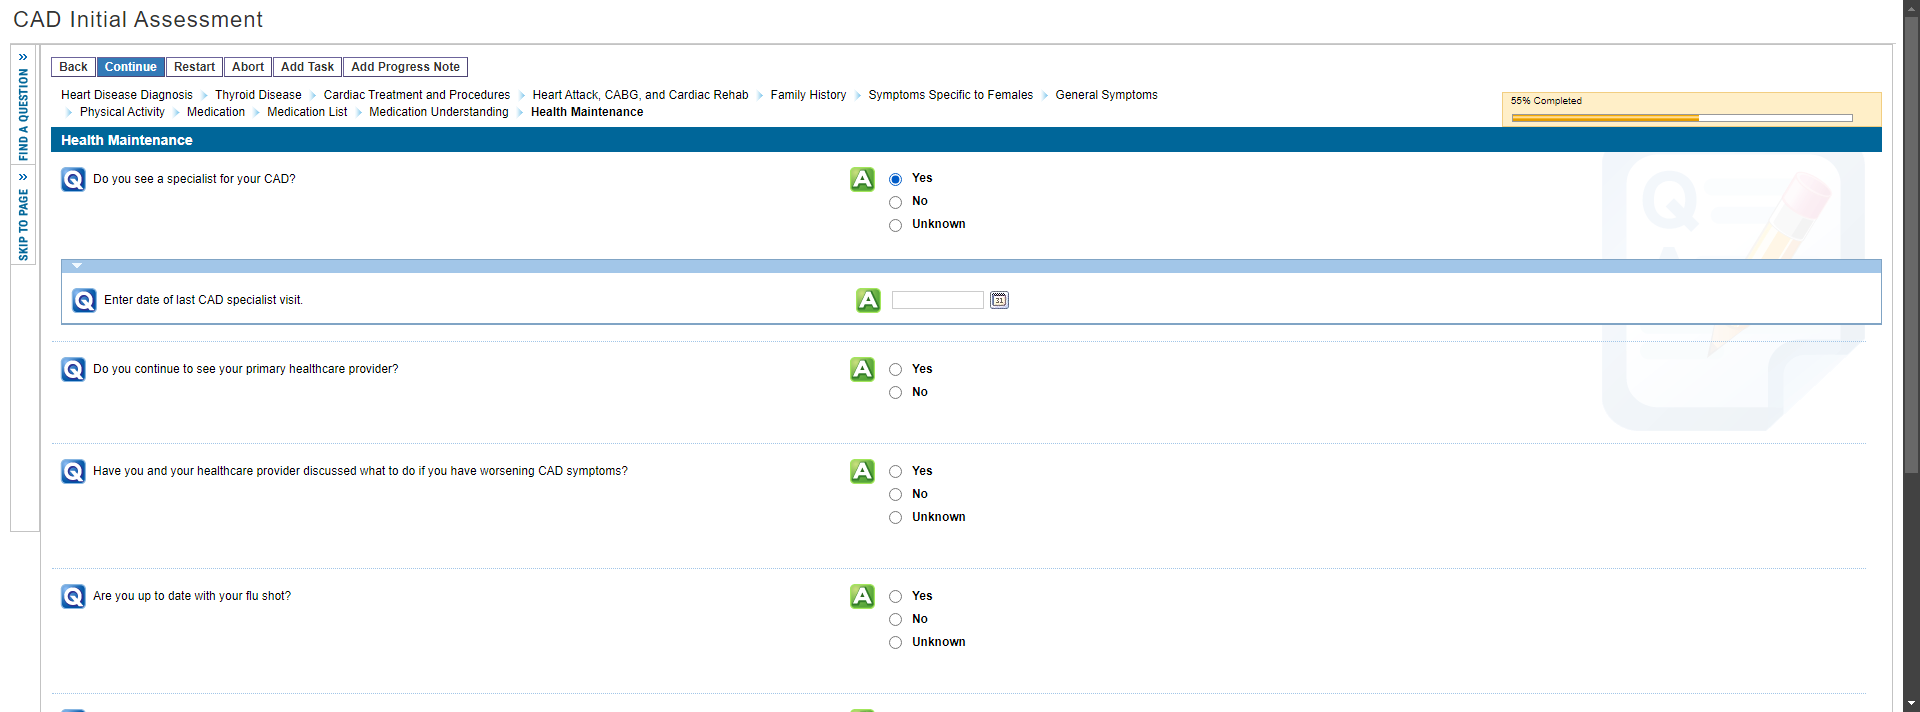 CAD Initial Assessment
» FIND A QUESTION
» SKIP TO PAGE
Back Continue Restart Abort Add Task Add Progress Note
Heart Disease Diagnosis Thyroid Disease Cardiac Treatment and Procedures Heart Attack, CABG, and Cardiac Rehab Family History Symptoms Specific to Females General Symptoms
Physical Activity Medication Medication List Medication Understanding Health Maintenance
55% Completed
Health Maintenance
Q Do you see a specialist for your CAD?
A Yes
No
Unknown
Q Enter date of last CAD specialist visit.
A 31
Q Do you continue to see your primary healthcare provider?
A Yes
No
Q Have you and your healthcare provider discussed what to do if you have worsening CAD symptoms?
A Yes
No
Unknown
Q Are you up to date with your flu shot?
A Yes
No
Unknown
Q
A